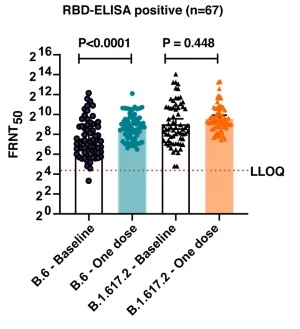 RBD-ELISA positive (n=67)
P<0.0001
P = 0.448
FRNT50
2^16
2^14
2^12
2^10
2^8
2^6
2^4
2^2
2^0
LLOQ
B.6 - Baseline
B.6 - One dose
B.1.617.2 - Baseline
B.1.617.2 - One dose